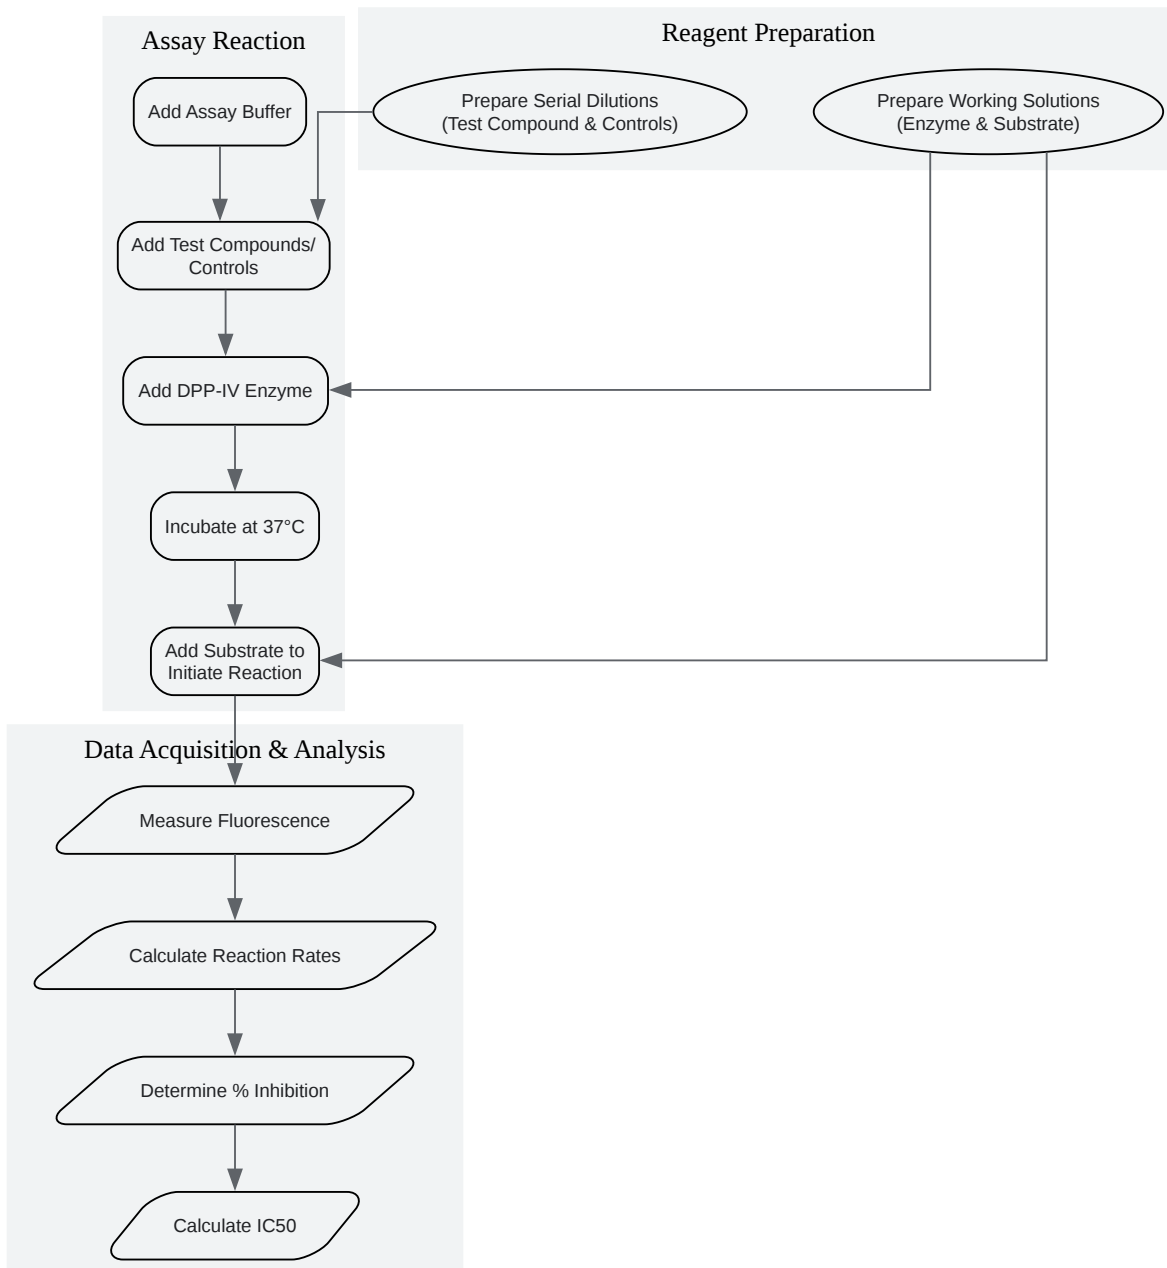 Assay Reaction
Reagent Preparation
Add Assay Buffer
Prepare Serial Dilutions
(Test Compound & Controls)
Prepare Working Solutions
(Enzyme & Substrate)
Add Test Compounds/
Controls
Add DPP-IV Enzyme
Incubate at 37°C
Add Substrate to
Initiate Reaction
Data Acquisition & Analysis
Measure Fluorescence
Calculate Reaction Rates
Determine % Inhibition
Calculate IC50